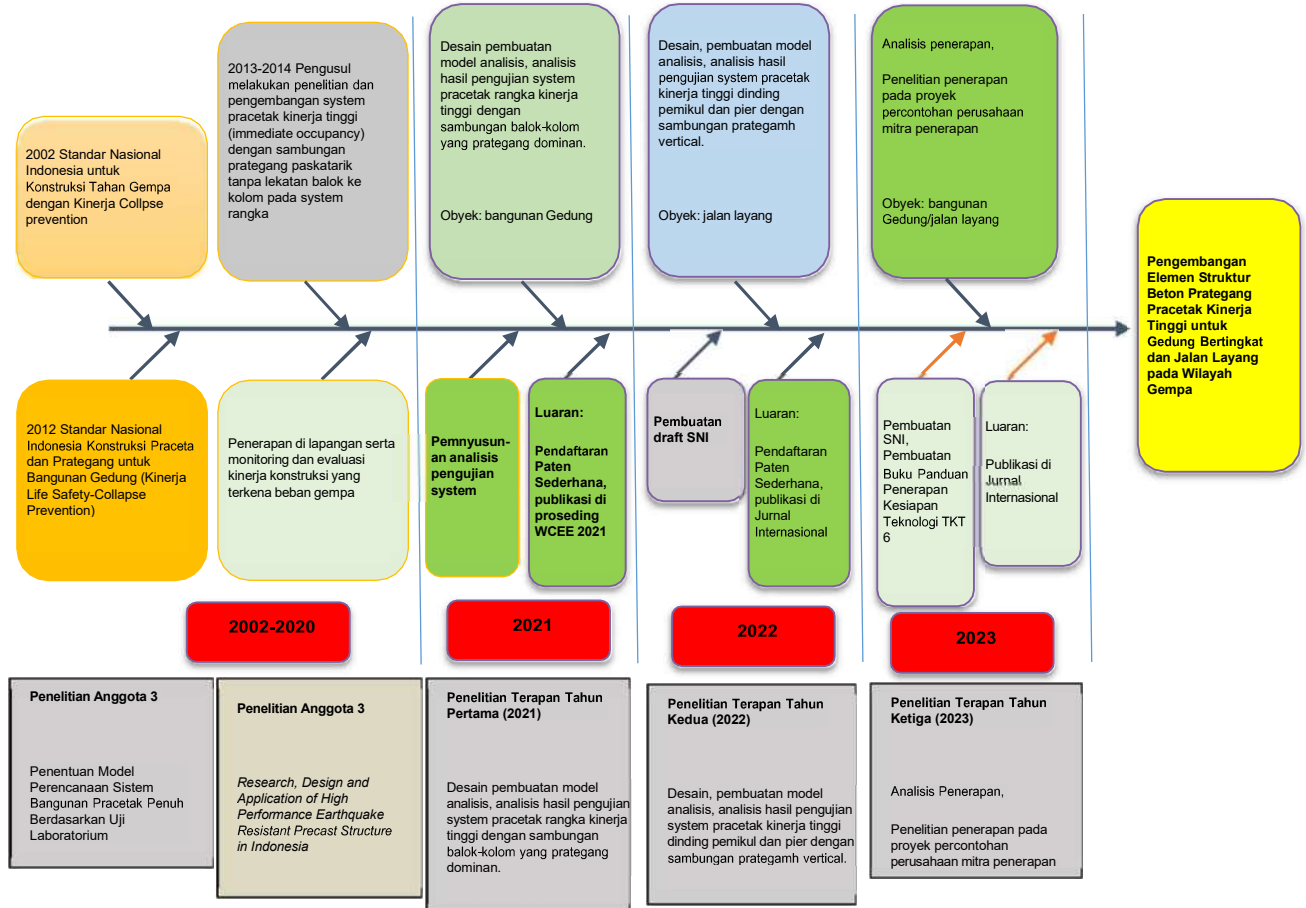 2002 Standar Nasional
Indonesia untuk
Konstruksi Tahan Gempa
dengan Kinerja Collpse
prevention
2013-2014 Pengusul
melakukan penelitian dan
pengembangan system
pracetak kinerja tinggi
(immediate occupancy)
dengan sambungan
prategang paskatarik
tanpa lekatan balok ke
kolom pada system
rangka
Desain pembuatan
model analisis, analisis
hasil pengujian system
pracetak rangka kinerja
tinggi dengan
sambungan balok-kolom
yang prategang dominan.
Obyek: bangunan Gedung
Desain, pembuatan model
analisis, analisis hasil
pengujian system pracetak
kinerja tinggi dinding
pemikul dan pier dengan
sambungan prategamh
vertical.
Obyek: jalan layang
Analisis penerapan,
Penelitian penerapan
pada proyek
percontohan perusahaan
mitra penerapan
Obyek: bangunan
Gedung/jalan layang
Pengembangan
Elemen Struktur
Beton Prategang
Pracetak Kinerja
Tinggi untuk
Gedung Bertingkat
dan Jalan Layang
pada Wilayah
Gempa
2012 Standar Nasional
Indonesia Konstruksi Praceta
dan Prategang untuk
Bangunan Gedung (Kinerja
Life Safety-Collapse
Prevention)
Penerapan di lapangan serta
monitoring dan evaluasi
kinerja konstruksi yang
terkena beban gempa
Pemnyusun-
an analisis
pengujian
system
Luaran:
Pendaftaran
Paten
Sederhana,
publikasi di
proseding
WCEE 2021
Pembuatan
draft SNI
Luaran:
Pendaftaran
Paten
Sederhana,
publikasi di
Jurnal
Internasional
Pembuatan
SNI,
Pembuatan
Buku Panduan
Penerapan
Kesiapan
Teknologi TKT
6
Luaran:
Publikasi di
Jurnal
Internasional
2002-2020
2021
2022
2023
Penelitian Anggota 3
Penentuan Model
Perencanaan Sistem
Bangunan Pracetak Penuh
Berdasarkan Uji
Laboratorium
Penelitian Anggota 3
Research, Design and
Application of High
Performance Earthquake
Resistant Precast Structure
in Indonesia
Penelitian Terapan Tahun
Pertama (2021)
Desain pembuatan model
analisis, analisis hasil pengujian
system pracetak rangka kinerja
tinggi dengan sambungan
balok-kolom yang prategang
dominan.
Penelitian Terapan Tahun
Kedua (2022)
Desain, pembuatan model
analisis, analisis hasil pengujian
system pracetak kinerja tinggi
dinding pemikul dan pier dengan
sambungan prategamh vertical.
Penelitian Terapan Tahun
Ketiga (2023)
Analisis Penerapan,
Penelitian penerapan pada
proyek percontohan
perusahaan mitra penerapan